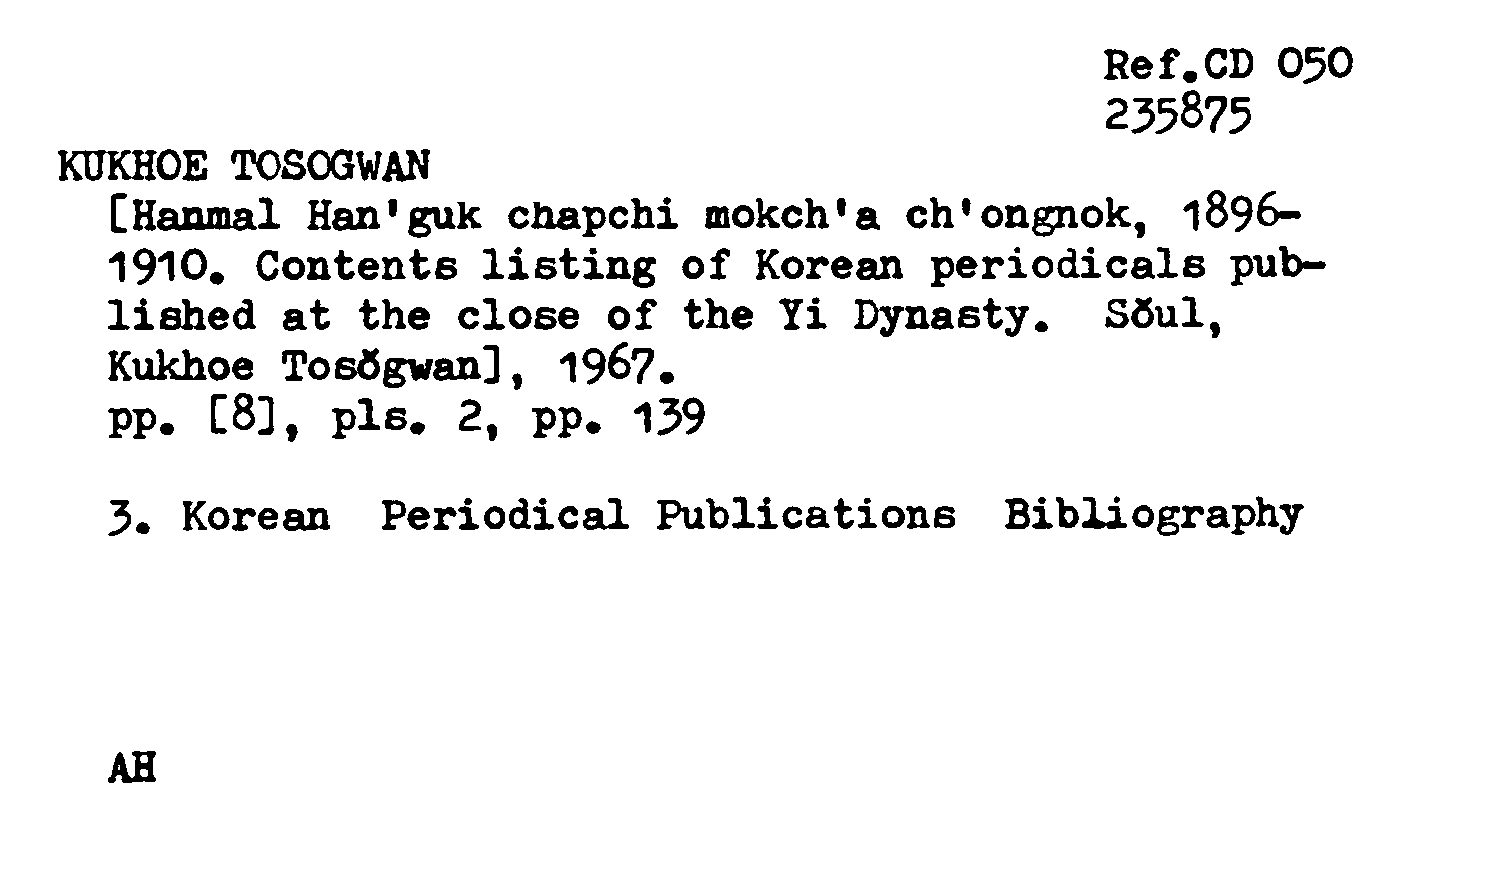 Ref.CD 050
235875
KUKHOE TOSOGWAN
[Hanmal Han'guk chapchi mokch'a ch'ongnok, 1896-
1910. Contents listing of Korean periodicals pub-
lished at the close of the Yi Dynasty. Sŏul,
Kukhoe Tosŏgwan], 1967.
pp. [8], pls. 2, pp. 139
3. Korean Periodical Publications Bibliography
AH